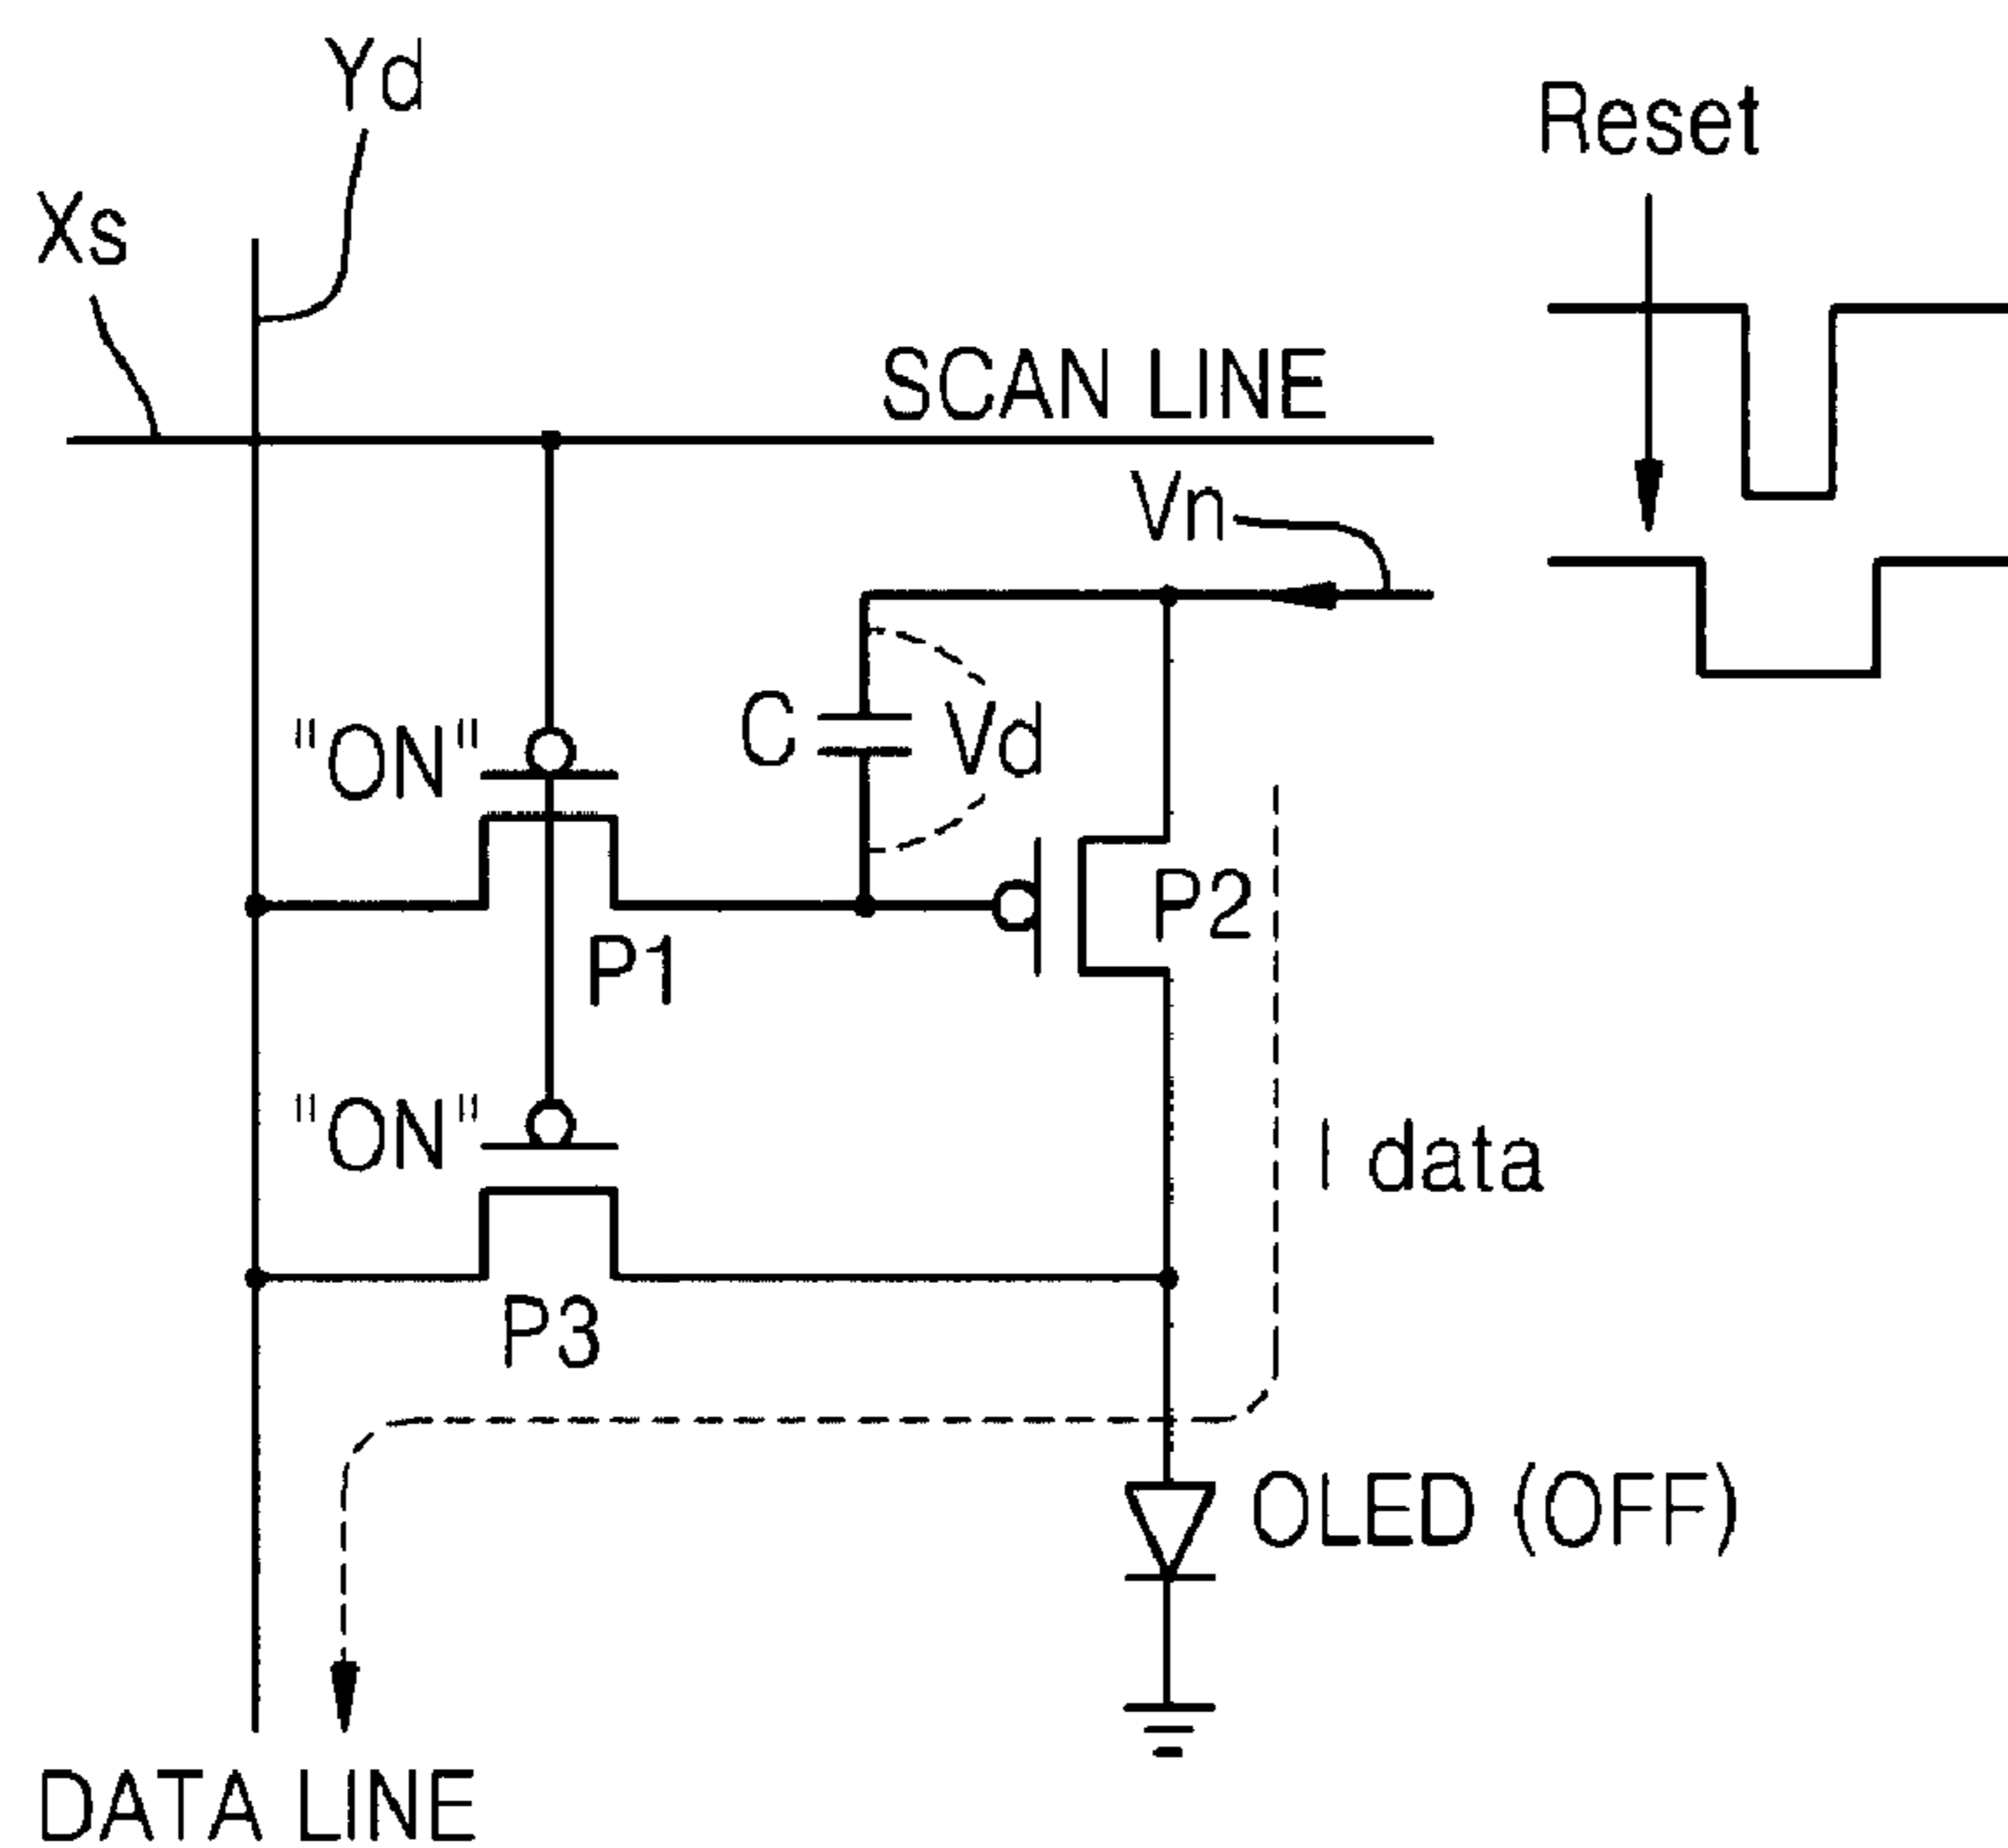 Yd
Reset
Xs
SCAN LINE
Vn
"ON"
C
Vd
P2
P1
"ON"
I data
P3
OLED (OFF)
DATA LINE